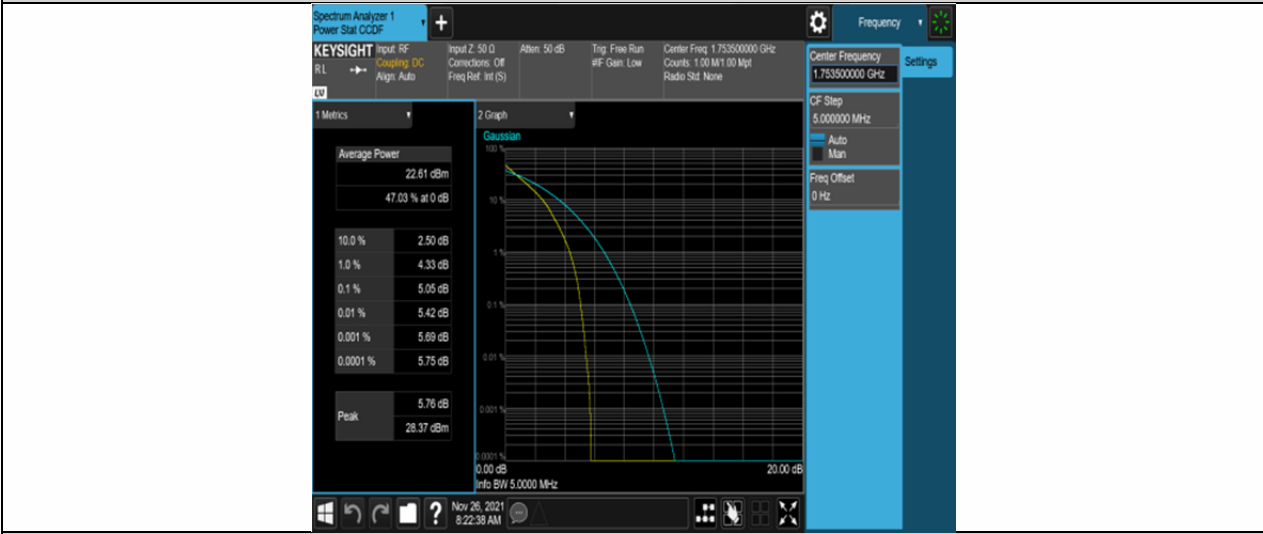 Spectrum Analyzer 1
Power Stat CCDF
+
Frequency
KEYSIGHT
RL
LV
Input: RF
Coupling: DC
Align: Auto
Input Z: 50 Ω
Corrections: Off
Freq Ref: Int (S)
Atten: 50 dB
Trig: Free Run
#IF Gain: Low
Center Freq: 1.753500000 GHz
Counts: 1.00 M/1.00 Mpt
Radio Std: None
Center Frequency
1.753500000 GHz
Settings
CF Step
5.000000 MHz
Auto
Man
Freq Offset
0 Hz
1 Metrics
Average Power
22.61 dBm
47.03 % at 0 dB
10.0 % 2.50 dB
1.0 % 4.33 dB
0.1 % 5.05 dB
0.01 % 5.42 dB
0.001 % 5.69 dB
0.0001 % 5.75 dB
Peak
5.76 dB
28.37 dBm
2 Graph
Gaussian
100 %
10 %
1 %
0.1 %
0.01 %
0.001 %
0.0001 %
0.00 dB 20.00 dB
Info BW 5.0000 MHz
?
Nov 26, 2021
8:22:38 AM